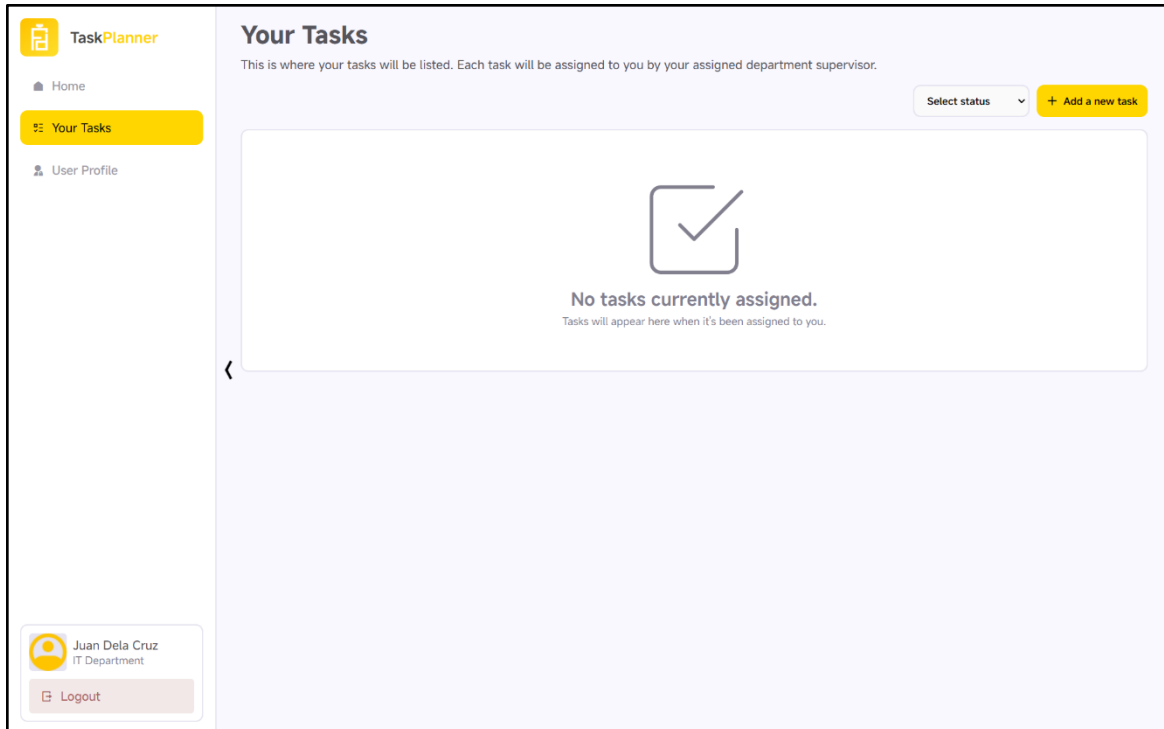 TaskPlanner
Home
Your Tasks
User Profile
Juan Dela Cruz
IT Department
Logout
Your Tasks
This is where your tasks will be listed. Each task will be assigned to you by your assigned department supervisor.
Select status
+ Add a new task
No tasks currently assigned.
Tasks will appear here when it's been assigned to you.